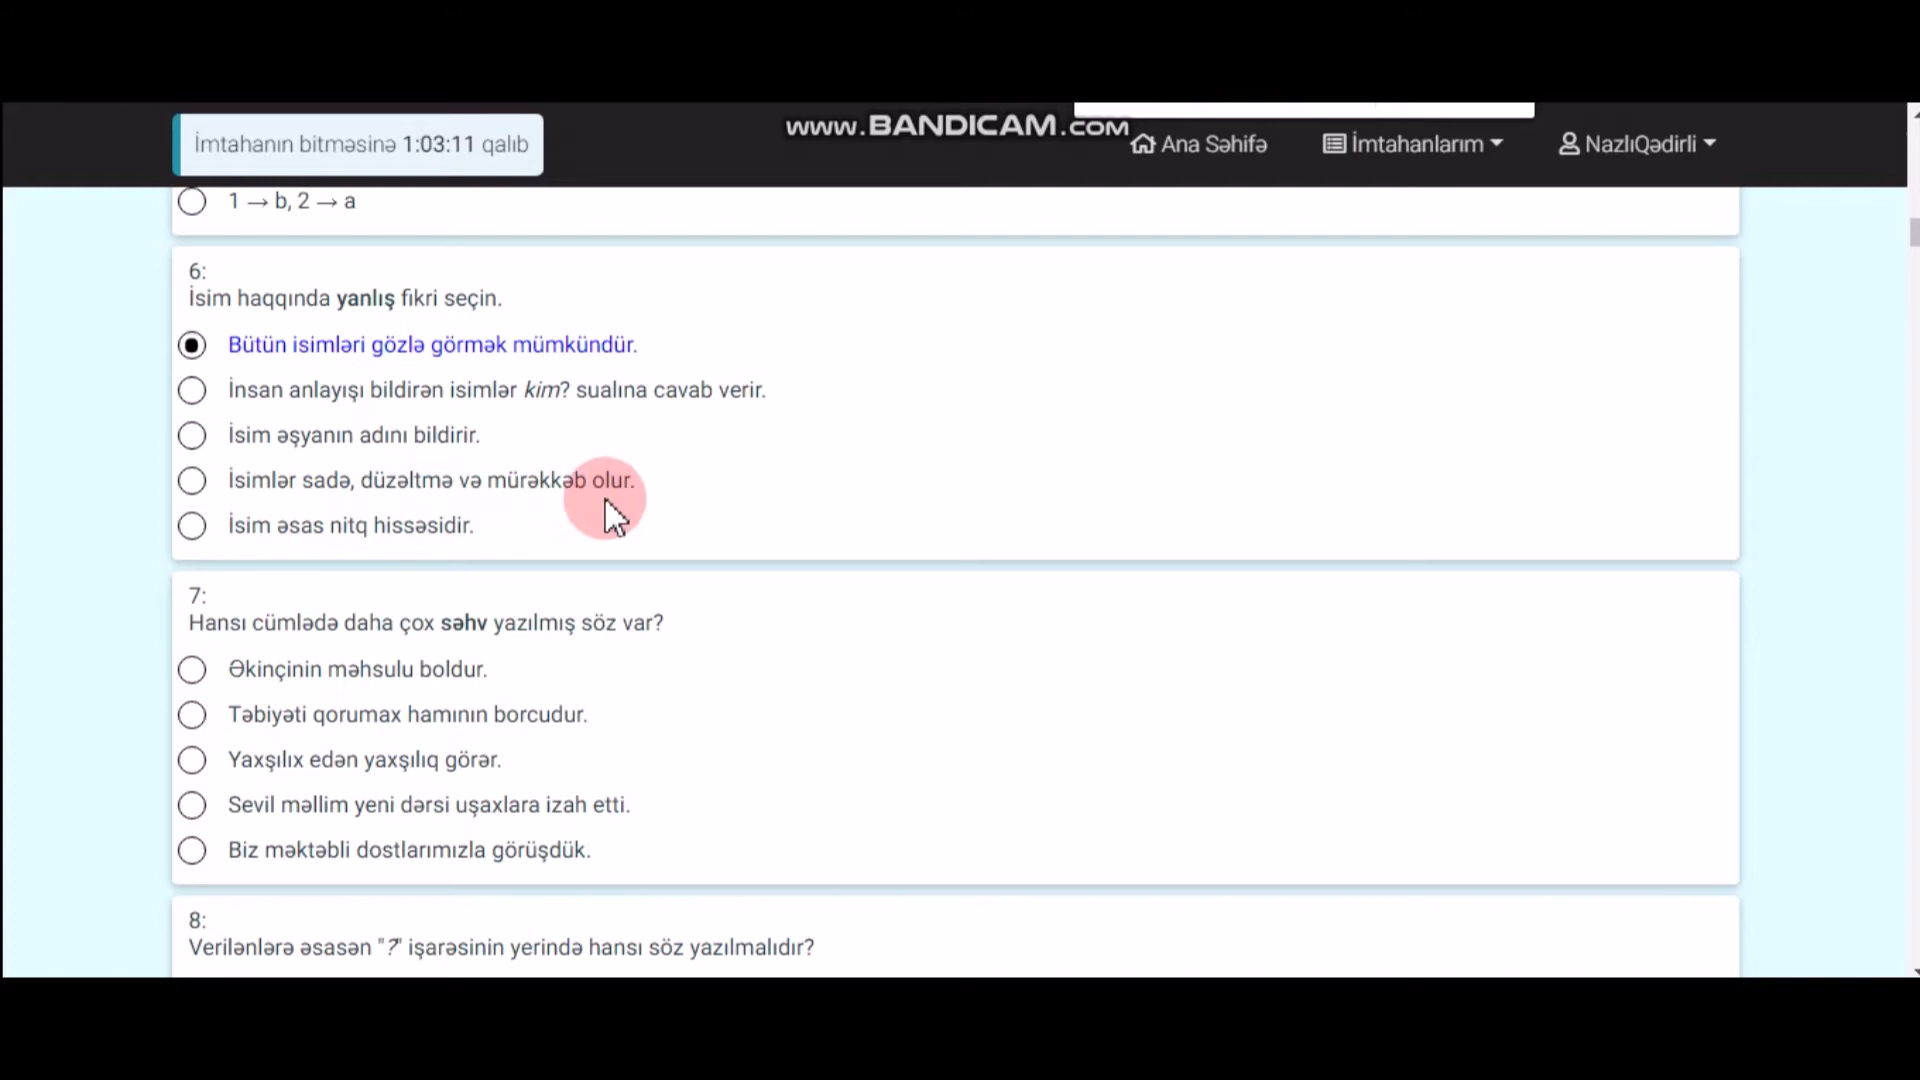 www.BANDICAM.com
İmtahanın bitməsinə 1:03:11 qalıb
Ana Səhifə
İmtahanlarım
NazlıQədirli
1 → b, 2 → a
6:
İsim haqqında yanlış fikri seçin.
Bütün isimləri gözlə görmək mümkündür.
İnsan anlayışı bildirən isimlər kim? sualına cavab verir.
İsim əşyanın adını bildirir.
İsimlər sadə, düzəltmə və mürəkkəb olur.
İsim əsas nitq hissəsidir.
7:
Hansı cümlədə daha çox səhv yazılmış söz var?
Əkinçinin məhsulu boldur.
Təbiyəti qorumax hamının borcudur.
Yaxşılıx edən yaxşılıq görər.
Sevil məllim yeni dərsi uşaxlara izah etti.
Biz məktəbli dostlarımızla görüşdük.
8:
Verilənlərə əsasən "?" işarəsinin yerində hansı söz yazılmalıdır?